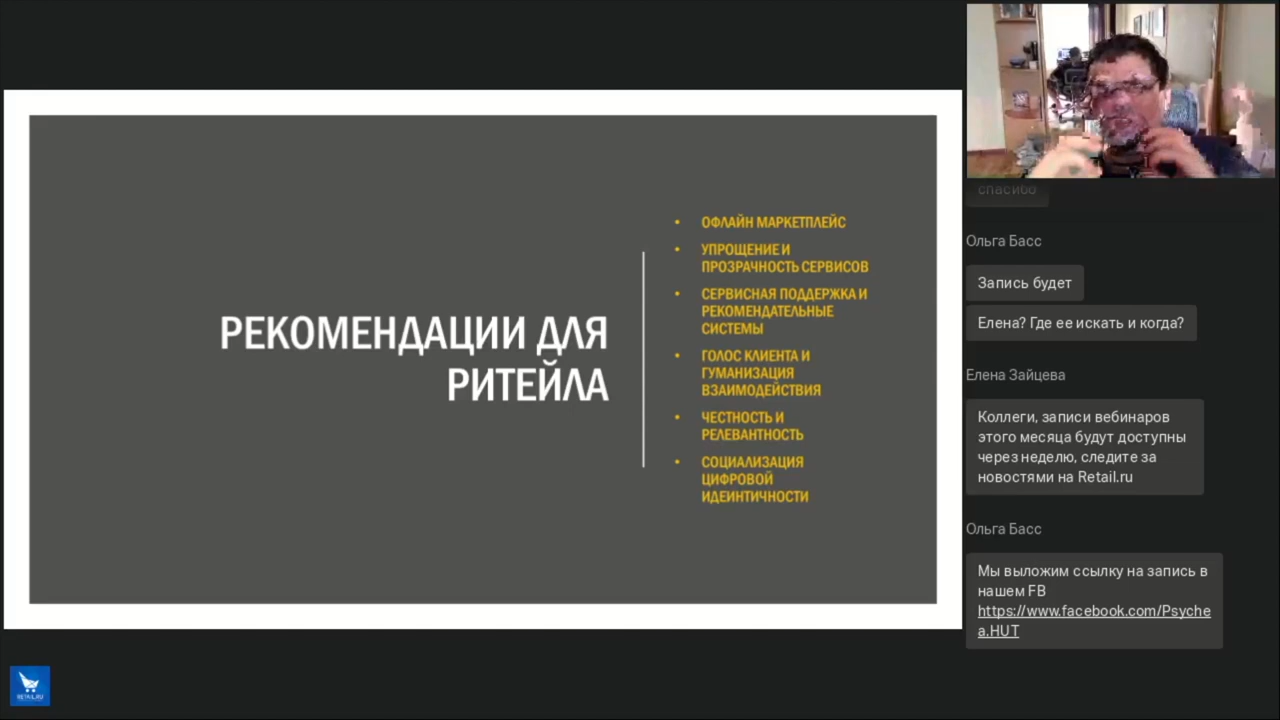 РЕКОМЕНДАЦИИ ДЛЯ
РИТЕЙЛА
• ОФЛАЙН МАРКЕТПЛЕЙС
• УПРОЩЕНИЕ И
ПРОЗРАЧНОСТЬ СЕРВИСОВ
• СЕРВИСНАЯ ПОДДЕРЖКА И
РЕКОМЕНДАТЕЛЬНЫЕ
СИСТЕМЫ
• ГОЛОС КЛИЕНТА И
ГУМАНИЗАЦИЯ
ВЗАИМОДЕЙСТВИЯ
• ЧЕСТНОСТЬ И
РЕЛЕВАНТНОСТЬ
• СОЦИАЛИЗАЦИЯ
ЦИФРОВОЙ
ИДЕИНТИЧНОСТИ
спасибо
Ольга Басс
Запись будет
Елена? Где ее искать и когда?
Елена Зайцева
Коллеги, записи вебинаров
этого месяца будут доступны
через неделю, следите за
новостями на Retail.ru
Ольга Басс
Мы выложим ссылку на запись в
нашем FB
https://www.facebook.com/Psyche
a.HUT
RETAIL.RU